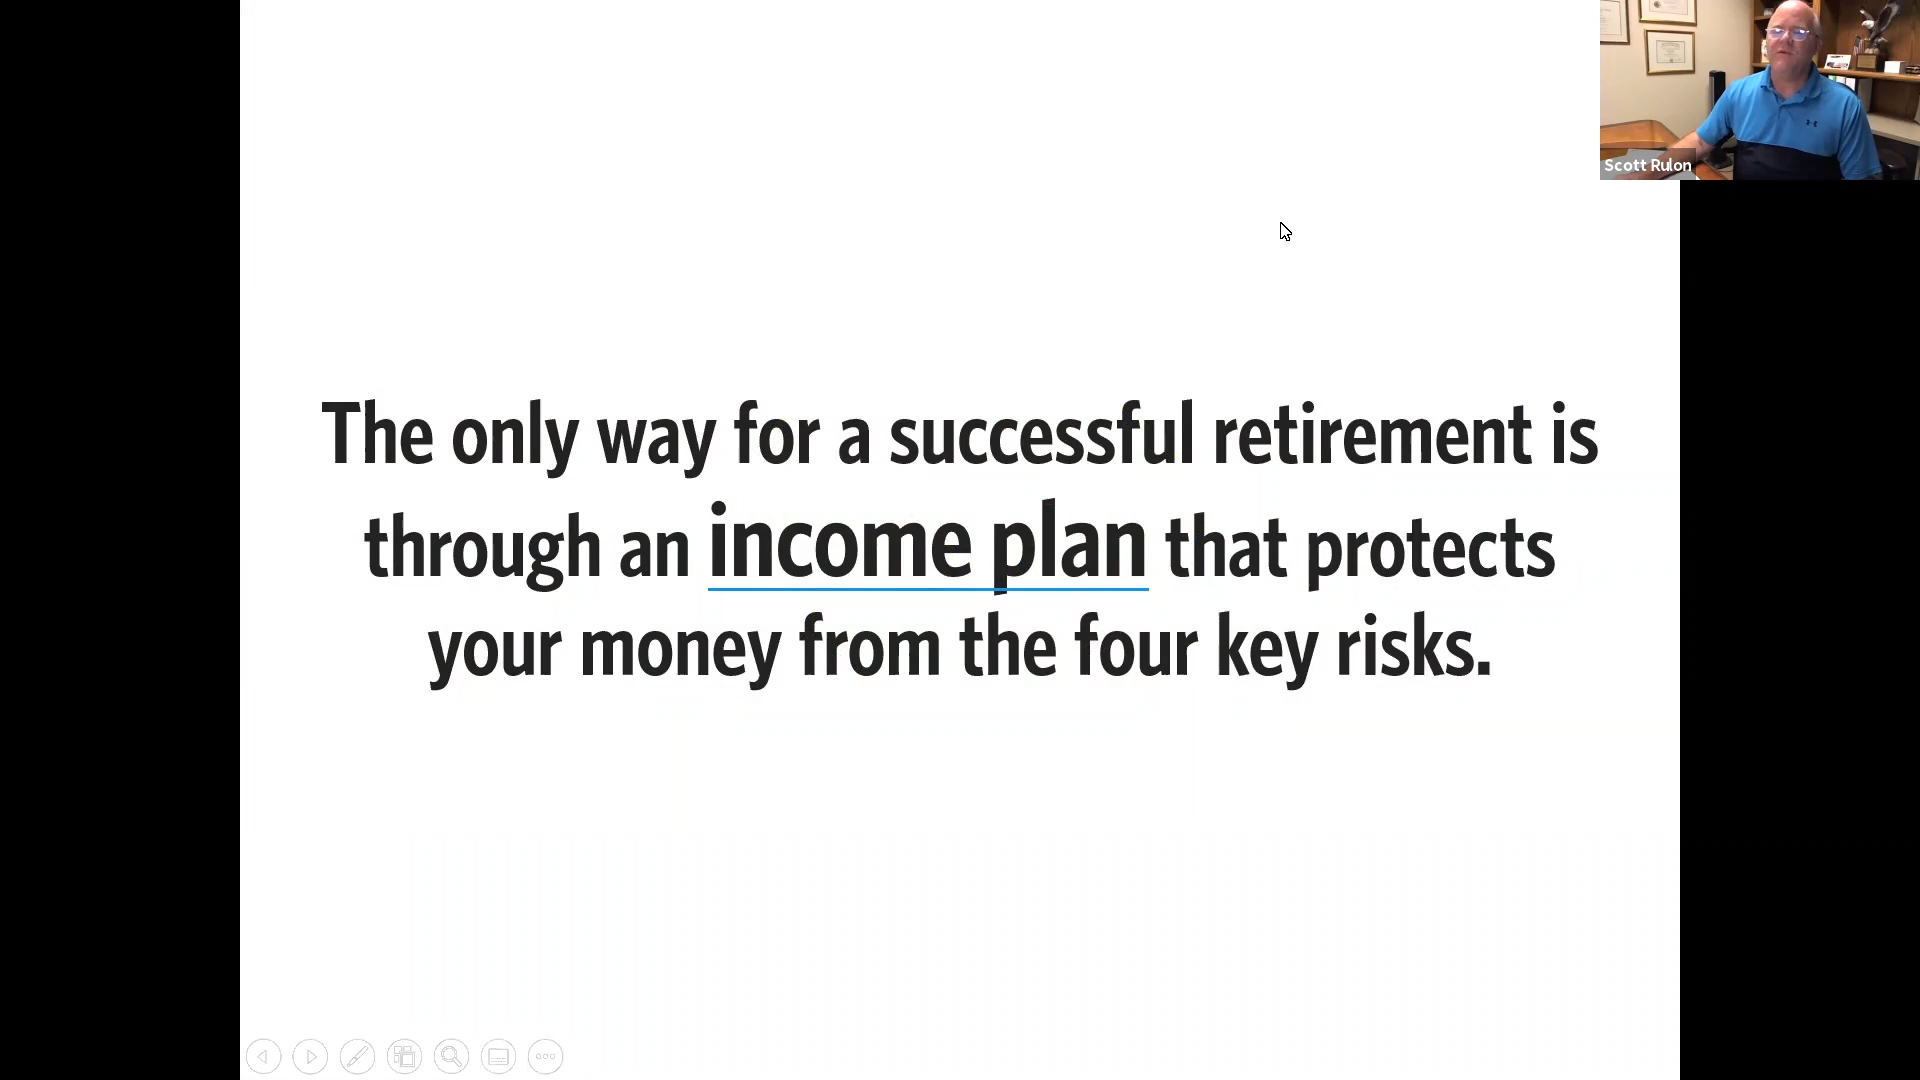 Scott Rulon
The only way for a successful retirement is
through an income plan that protects
your money from the four key risks.